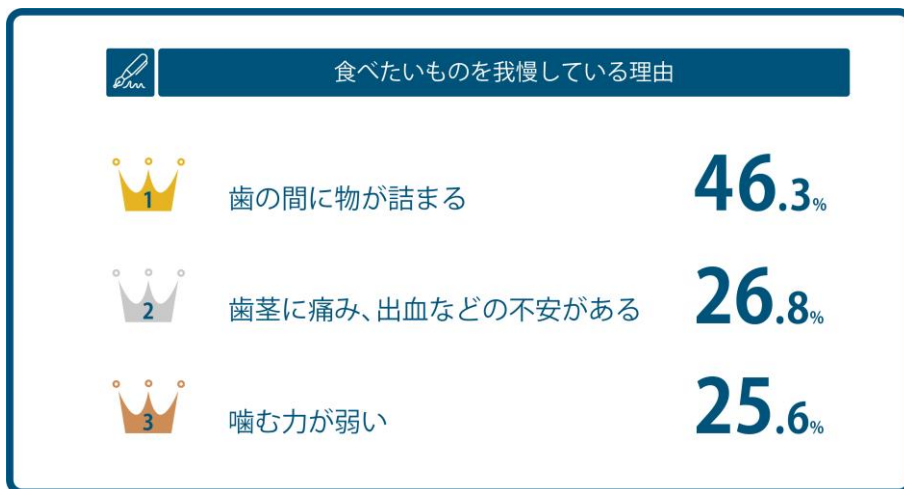 食べたいものを我慢している理由
1 歯の間に物が詰まる 46.3%
2 歯茎に痛み、出血などの不安がある 26.8%
3 噛む力が弱い 25.6%